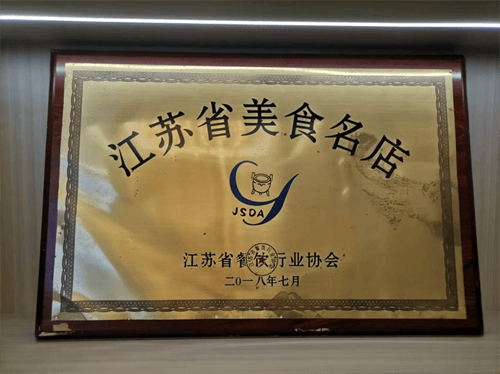 江苏省美食名店
JSDA
江苏省餐饮行业协会
二〇一八年七月